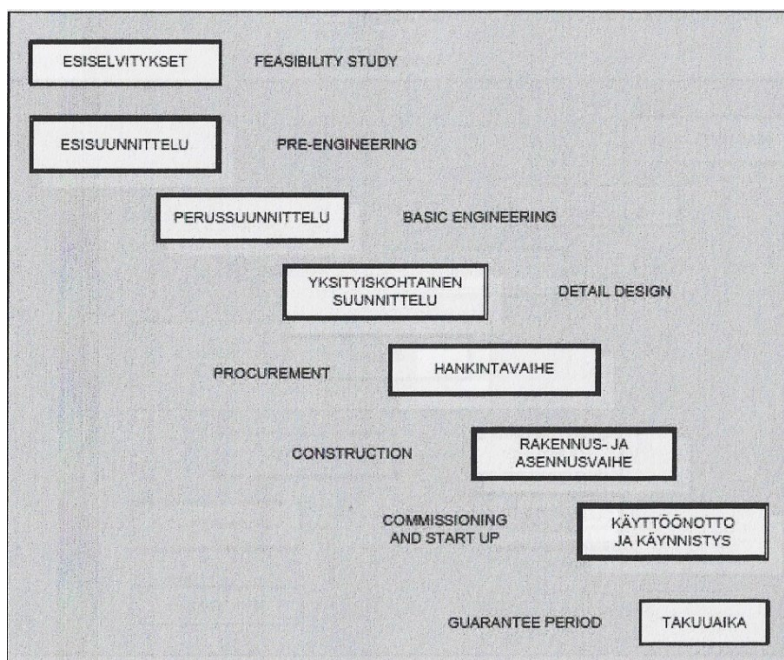 ESISELVITYKSET FEASIBILITY STUDY
ESISUUNNITTELU PRE-ENGINEERING
PERUSSUUNNITTELU BASIC ENGINEERING
YKSITYISKOHTAINEN
SUUNNITTELU
DETAIL DESIGN
PROCUREMENT HANKINTAVAIHE
CONSTRUCTION
RAKENNUS- JA
ASENNUSVAIHE
COMMISSIONING
AND START UP
KÄYTTÖÖNOTTO
JA KÄYNNISTYS
GUARANTEE PERIOD TAKUUAIKA